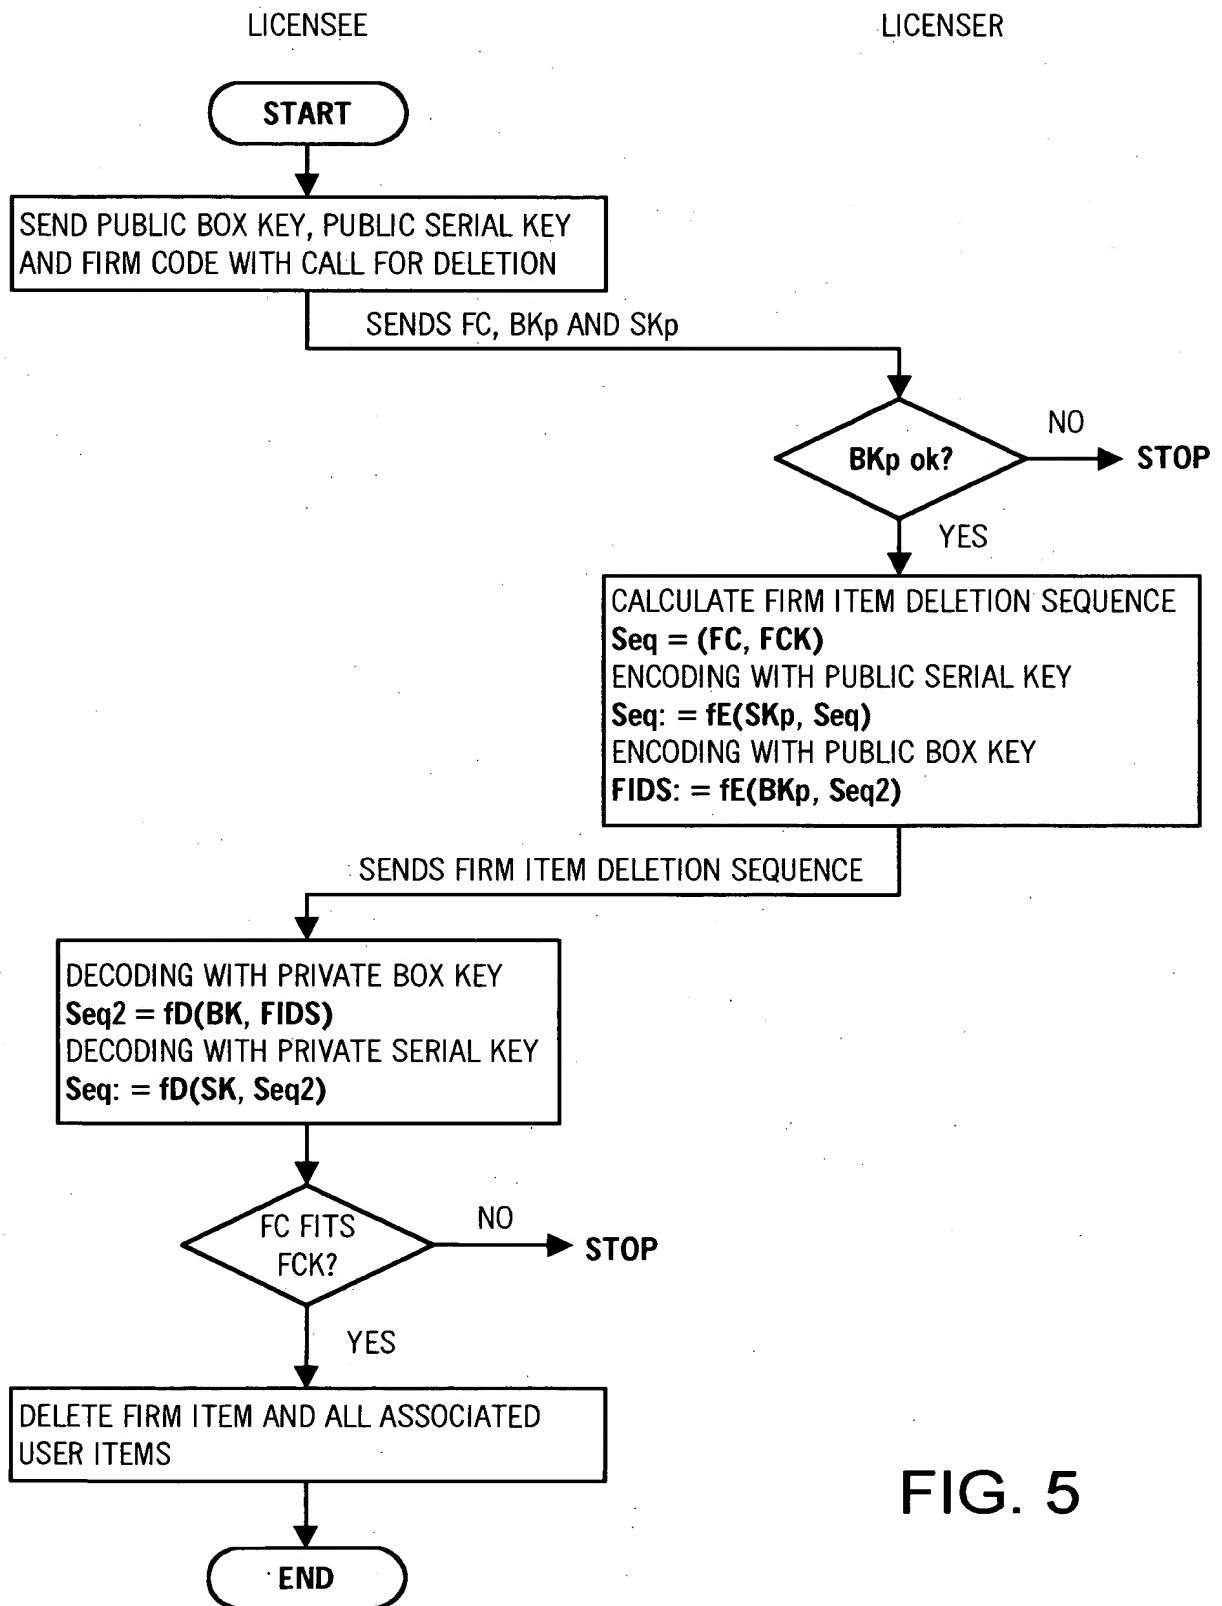 LICENSEE
LICENSER
START
SEND PUBLIC BOX KEY, PUBLIC SERIAL KEY
AND FIRM CODE WITH CALL FOR DELETION
SENDS FC, BKp AND SKp
BKp ok?
NO
STOP
YES
CALCULATE FIRM ITEM DELETION SEQUENCE
Seq = (FC, FCK)
ENCODING WITH PUBLIC SERIAL KEY
Seq: = fE(SKp, Seq)
ENCODING WITH PUBLIC BOX KEY
FIDS: = fE(BKp, Seq2)
SENDS FIRM ITEM DELETION SEQUENCE
DECODING WITH PRIVATE BOX KEY
Seq2 = fD(BK, FIDS)
DECODING WITH PRIVATE SERIAL KEY
Seq: = fD(SK, Seq2)
FC FITS
FCK?
NO
STOP
YES
DELETE FIRM ITEM AND ALL ASSOCIATED
USER ITEMS
END
FIG. 5